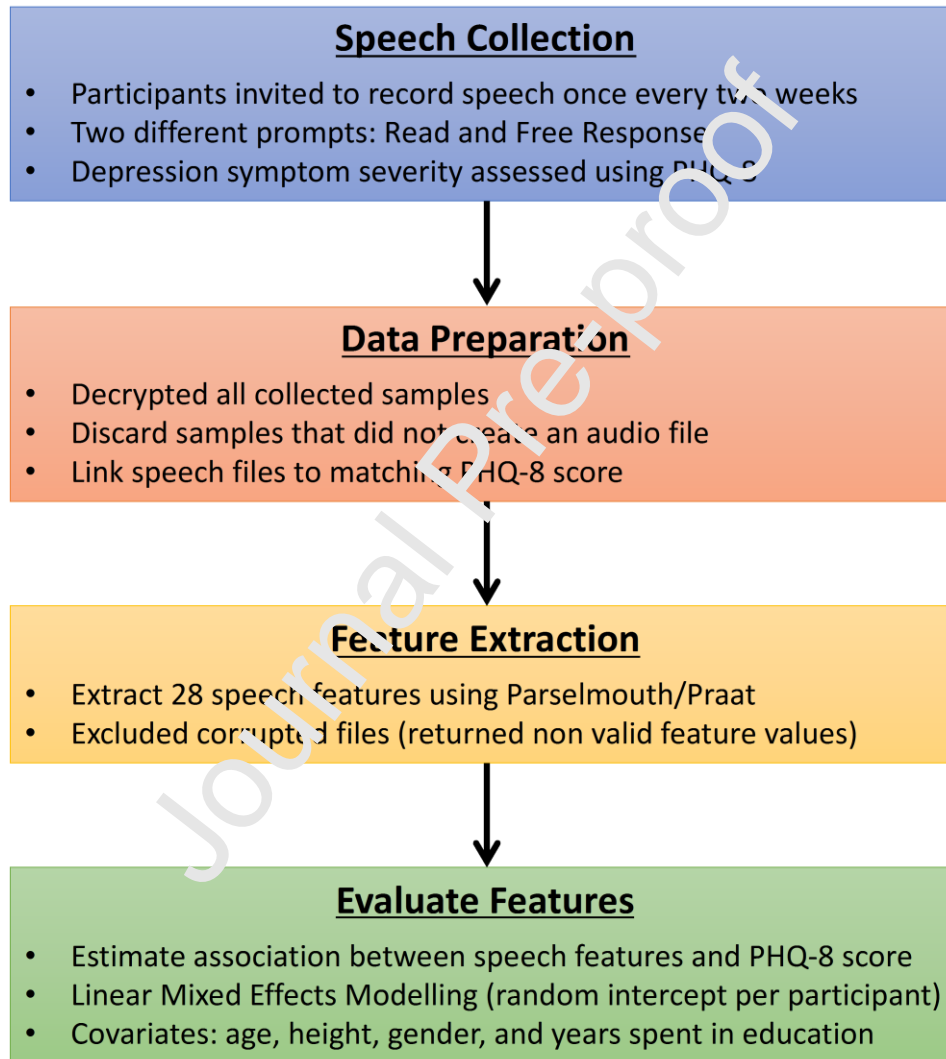 Speech Collection
• Participants invited to record speech once every two weeks
• Two different prompts: Read and Free Response
• Depression symptom severity assessed using PHQ-8
Data Preparation
• Decrypted all collected samples
• Discard samples that did not create an audio file
• Link speech files to matching PHQ-8 score
Feature Extraction
• Extract 28 speech features using Parselmouth/Praat
• Excluded corrupted files (returned non valid feature values)
Evaluate Features
• Estimate association between speech features and PHQ-8 score
• Linear Mixed Effects Modelling (random intercept per participant)
• Covariates: age, height, gender, and years spent in education
Journal Pre-proof